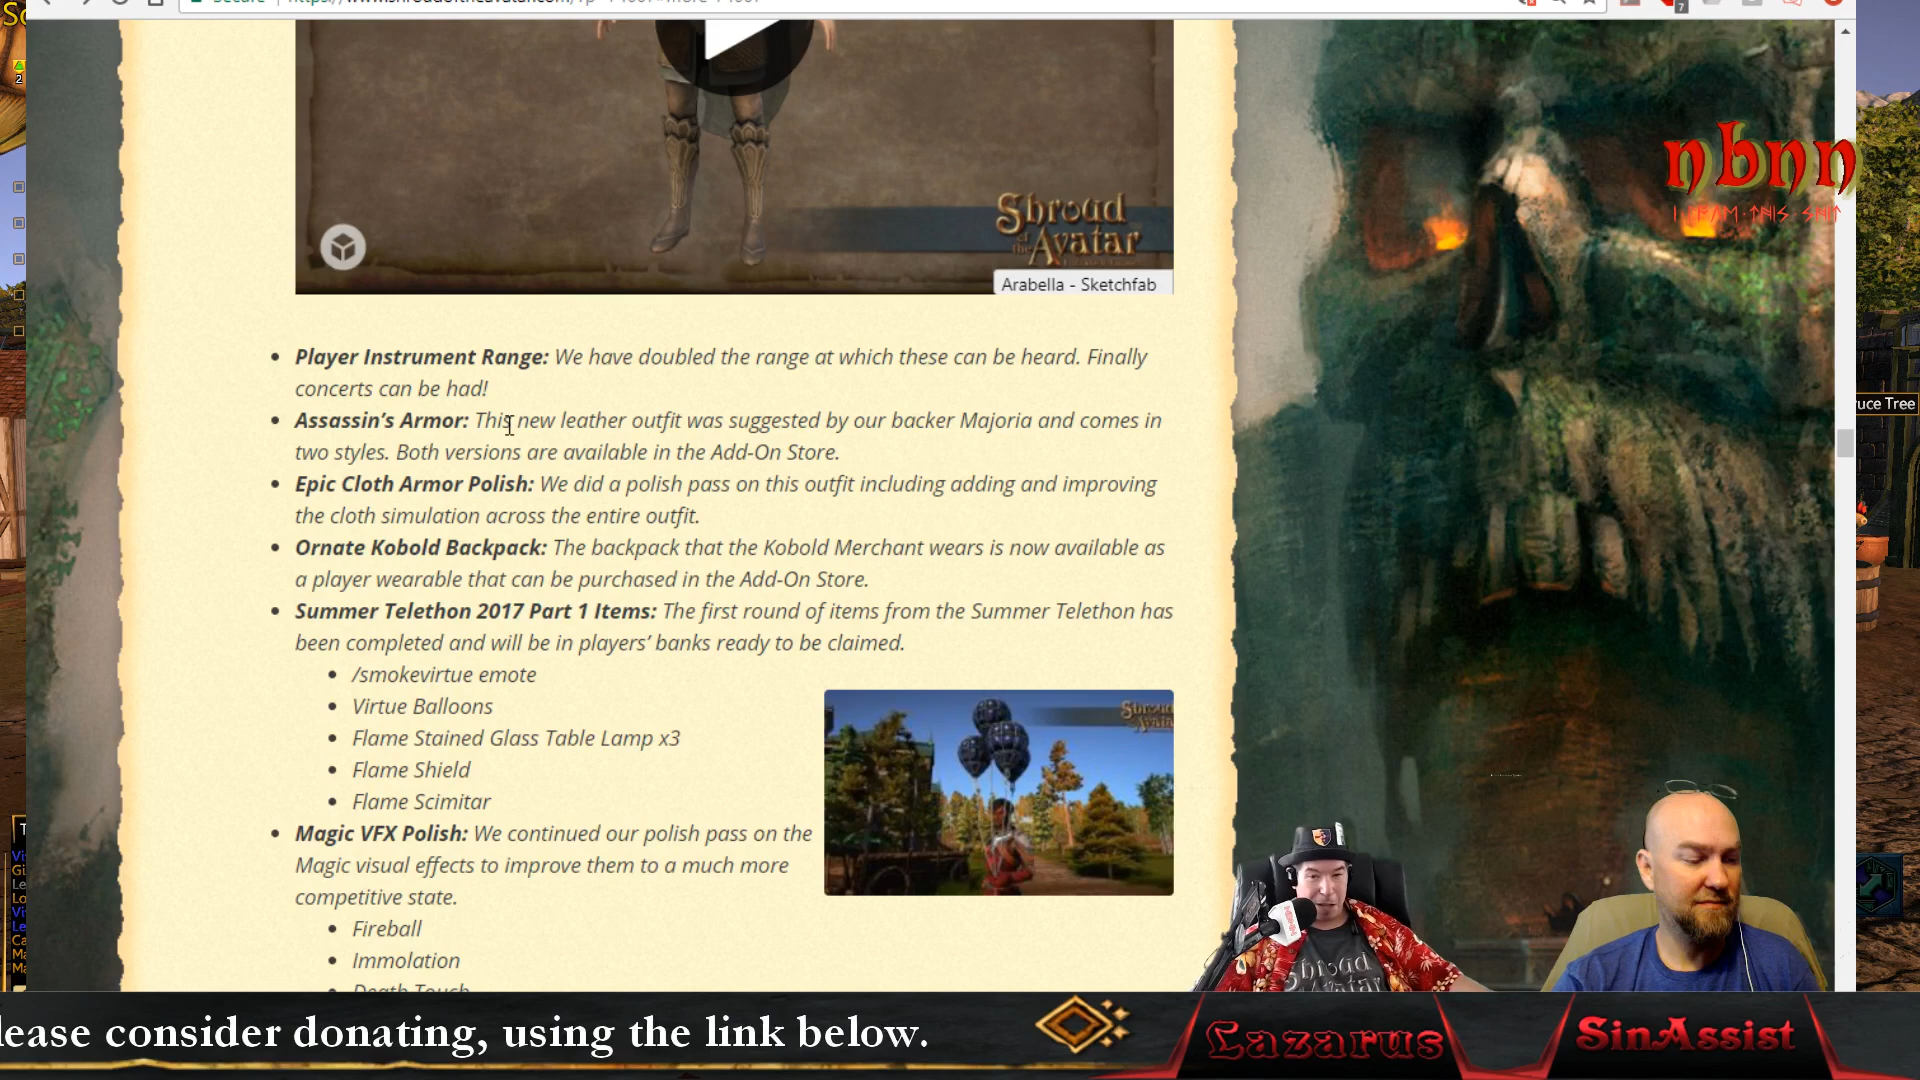 Shroud
of the
Avatar
nbnn
Arabella - Sketchfab
Player Instrument Range: We have doubled the range at which these can be heard. Finally
concerts can be had!
ruce Tree
Assassin's Armor: This new leather outfit was suggested by our backer Majoria and comes in
two styles. Both versions are available in the Add-On Store.
Epic Cloth Armor Polish: We did a polish pass on this outfit including adding and improving
the cloth simulation across the entire outfit.
Ornate Kobold Backpack: The backpack that the Kobold Merchant wears is now available as
a player wearable that can be purchased in the Add-On Store.
Summer Telethon 2017 Part 1 Items: The first round of items from the Summer Telethon has
been completed and will be in players’ banks ready to be claimed.
/smokevirtue emote
Virtue Balloons
Flame Stained Glass Table Lamp x3
Flame Shield
Flame Scimitar
Magic VFX Polish: We continued our polish pass on the
Magic visual effects to improve them to a much more
competitive state.
Fireball
Immolation
Death Touch
Shroud
Avatar
lease consider donating, using the link below.
Lazarus
SinAssist